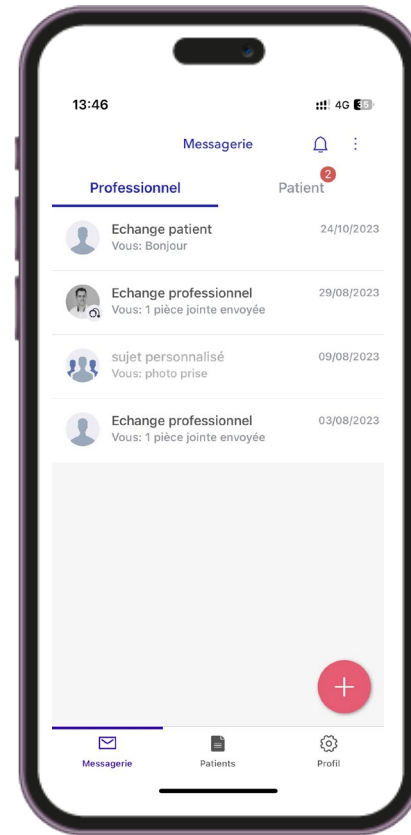 13:46
4G 35
Messagerie
Professionnel
Patient
2
Echange patient
24/10/2023
Vous: Bonjour
Echange professionnel
29/08/2023
Vous: 1 pièce jointe envoyée
sujet personnalisé
09/08/2023
Vous: photo prise
Echange professionnel
03/08/2023
Vous: 1 pièce jointe envoyée
Messagerie
Patients
Profil